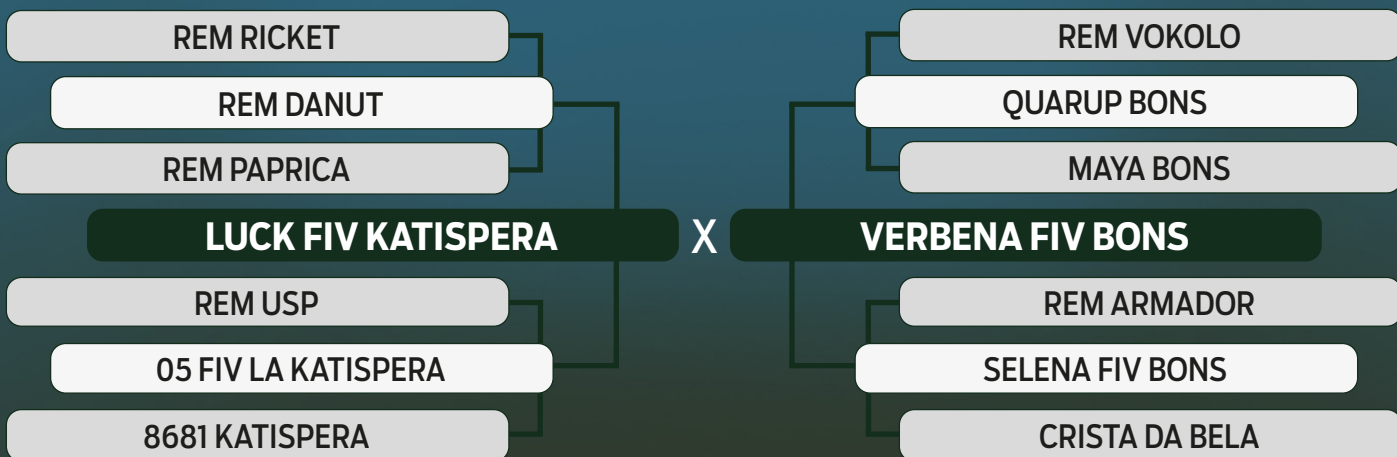 REM RICKET
REM DANUT
REM PAPRICA
LUCK FIV KATISPERA
REM USP
05 FIV LA KATISPERA
8681 KATISPERA
X
REM VOKOLO
QUARUP BONS
MAYA BONS
VERBENA FIV BONS
REM ARMADOR
SELENA FIV BONS
CRISTA DA BELA